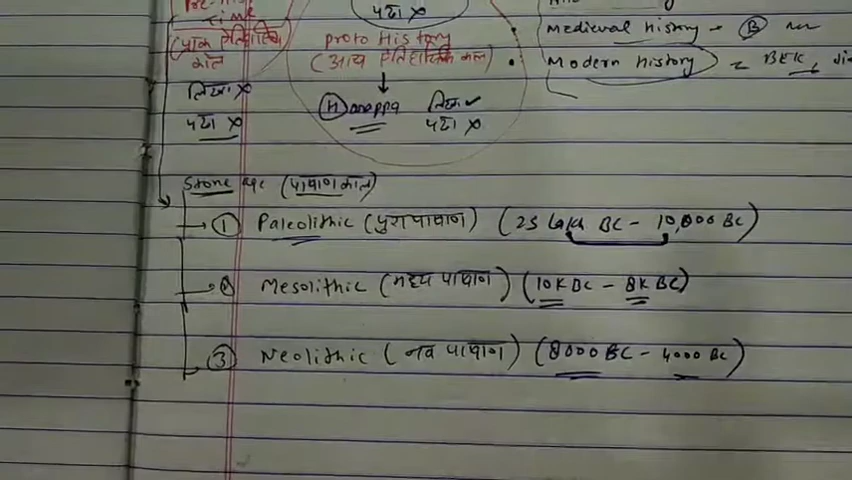 Time
पढा ✗
(प्राक ऐतिहासिक काल
लिखा ✗
पढा ✗
proto History
(आद्य ऐतिहासिक काल)
Harappa लिखा ✓
पढा ✗
Medieval History - B
Modern History
Stone age (पाषाण काल)
① Paleolithic (पुरापाषाण) (25 Lakh BC - 10,000 BC)
② Mesolithic (मध्य पाषाण) (10K BC - 8K BC)
③ Neolithic (नव पाषाण) (8000 BC - 4000 BC)